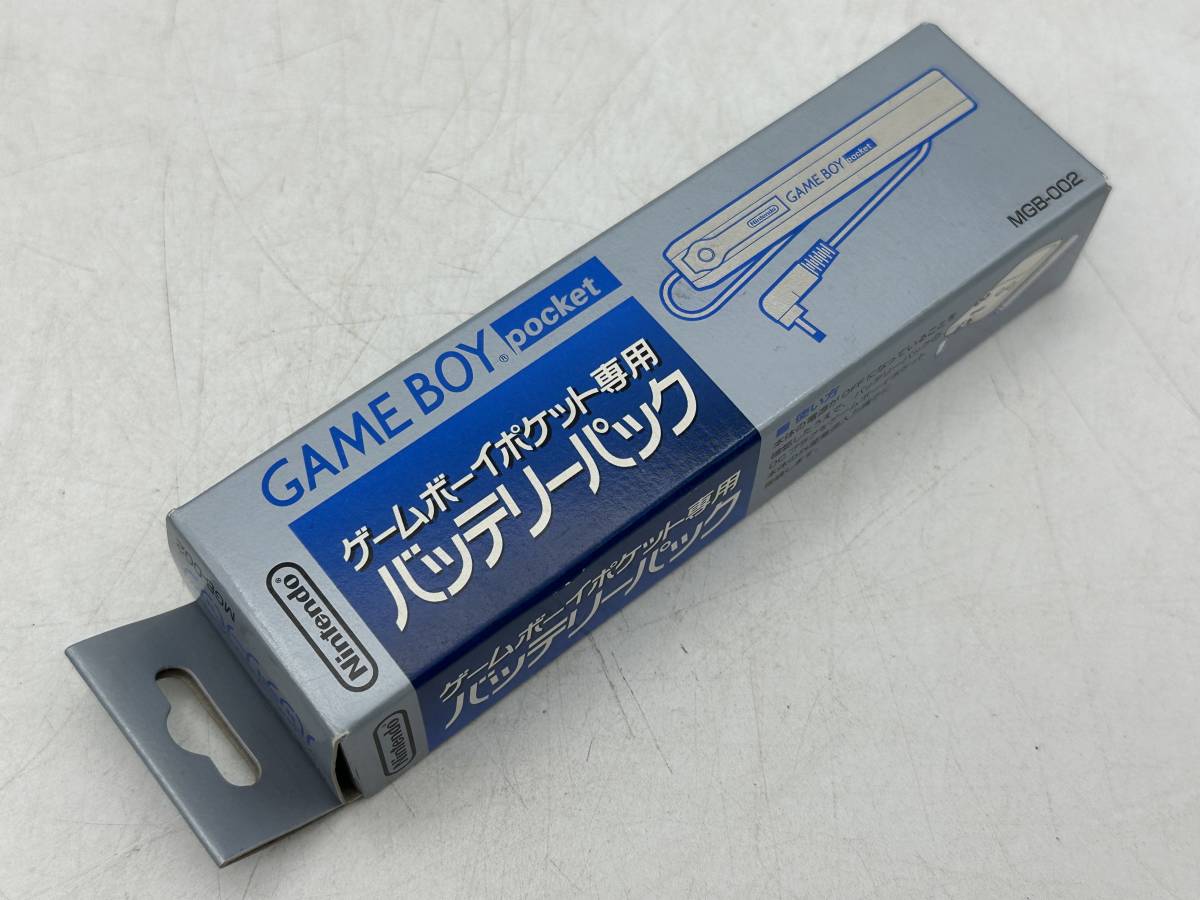 Nintendo
GAME BOY pocket
MGB-002
GAME BOY® pocket
ゲームボーイポケット専用
バッテリーパック
Nintendo®
ゲームボーイポケット専用
バッテリーパック
Nintendo®
■ 使い方
MGB-002